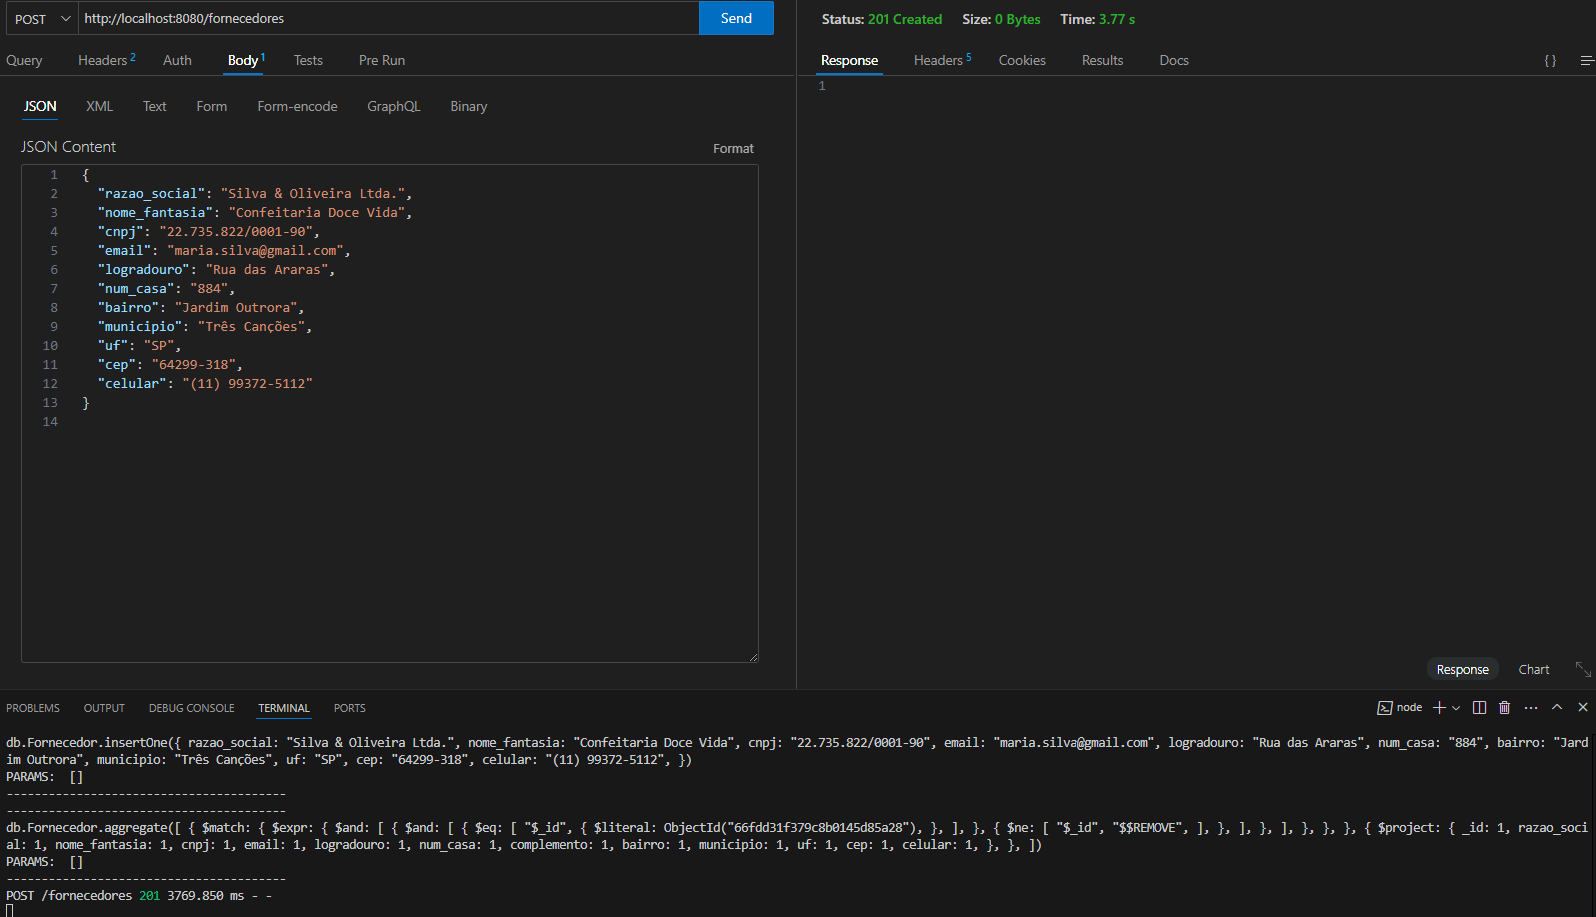 POST http://localhost:8080/fornecedores Send
Status: 201 Created Size: 0 Bytes Time: 3.77 s
Query Headers 2 Auth Body 1 Tests Pre Run
Response Headers 5 Cookies Results Docs { }
JSON XML Text Form Form-encode GraphQL Binary
JSON Content Format
1 {
2 "razao_social": "Silva & Oliveira Ltda.",
3 "nome_fantasia": "Confeitaria Doce Vida",
4 "cnpj": "22.735.822/0001-90",
5 "email": "maria.silva@gmail.com",
6 "logradouro": "Rua das Araras",
7 "num_casa": "884",
8 "bairro": "Jardim Outrora",
9 "municipio": "Três Canções",
10 "uf": "SP",
11 "cep": "64299-318",
12 "celular": "(11) 99372-5112"
13 }
14
1
Response Chart
PROBLEMS OUTPUT DEBUG CONSOLE TERMINAL PORTS node
db.Fornecedor.insertOne({ razao_social: "Silva & Oliveira Ltda.", nome_fantasia: "Confeitaria Doce Vida", cnpj: "22.735.822/0001-90", email: "maria.silva@gmail.com", logradouro: "Rua das Araras", num_casa: "884", bairro: "Jard
im Outrora", municipio: "Três Canções", uf: "SP", cep: "64299-318", celular: "(11) 99372-5112", })
PARAMS: []
----------------------------------------
----------------------------------------
db.Fornecedor.aggregate([ { $match: { $expr: { $and: [ { $and: [ { $eq: [ "$_id", { $literal: ObjectId("66fdd31f379c8b0145d85a28"), }, ], }, { $ne: [ "$_id", "$$REMOVE", ], }, ], }, ], }, }, }, { $project: { _id: 1, razao_soci
al: 1, nome_fantasia: 1, cnpj: 1, email: 1, logradouro: 1, num_casa: 1, complemento: 1, bairro: 1, municipio: 1, uf: 1, cep: 1, celular: 1, }, }, ])
PARAMS: []
----------------------------------------
POST /fornecedores 201 3769.850 ms - -